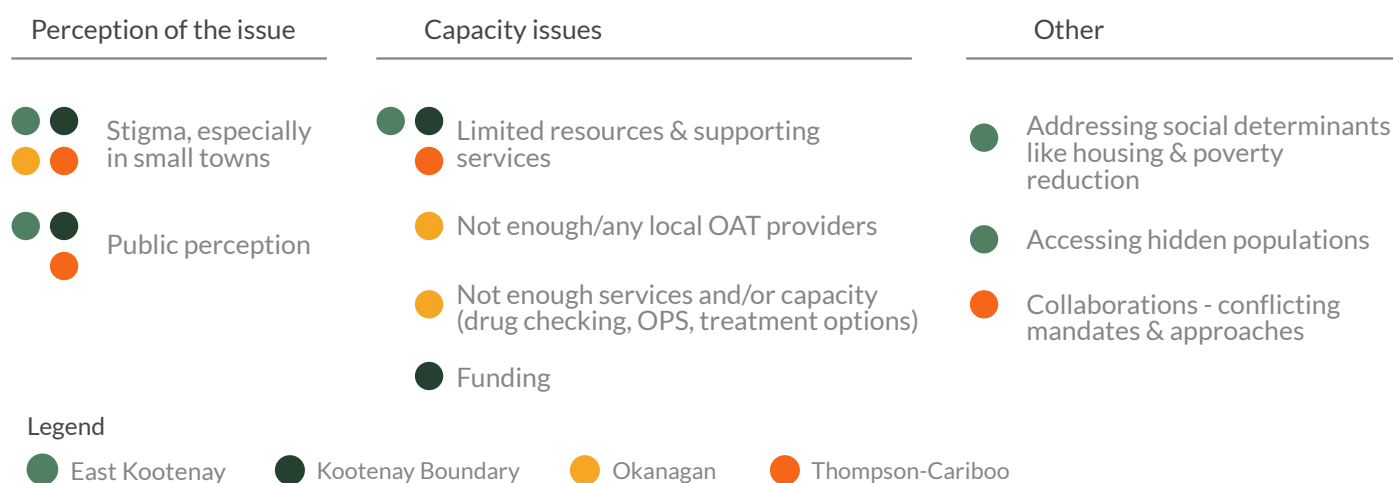 Perception of the issue
Stigma, especially
in small towns
Public perception
Capacity issues
Limited resources & supporting
services
Not enough/any local OAT providers
Not enough services and/or capacity
(drug checking, OPS, treatment options)
Funding
Other
Addressing social determinants
like housing & poverty
reduction
Accessing hidden populations
Collaborations - conflicting
mandates & approaches
Legend
East Kootenay
Kootenay Boundary
Okanagan
Thompson-Cariboo